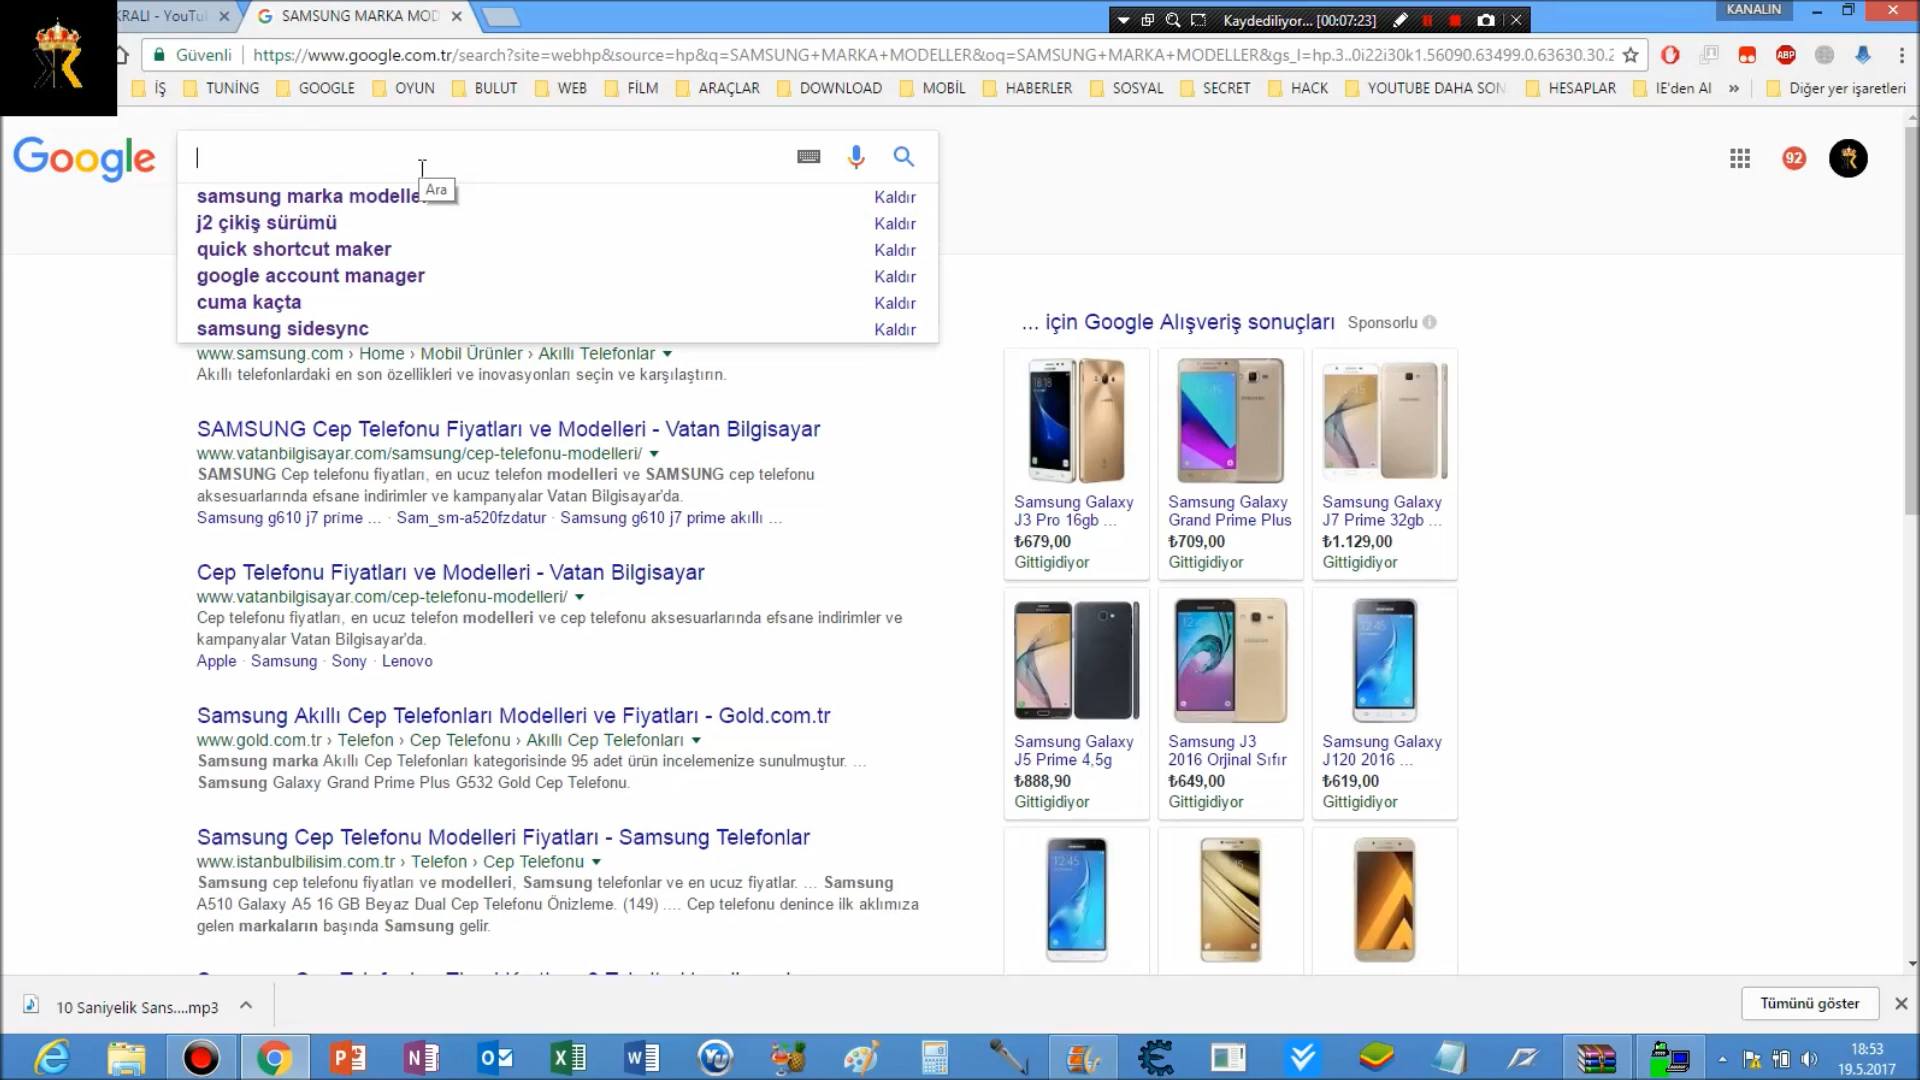 KRALI - YouTu
SAMSUNG MARKA MOD
Kaydediliyor... [00:07:23]
KANALIN
Güvenli
https://www.google.com.tr/search?site=webhp&source=hp&q=SAMSUNG+MARKA+MODELLER&oq=SAMSUNG+MARKA+MODELLER&gs_l=hp.3..0i22i30k1.56090.63499.0.63630.30.2
ABP
İŞ
TUNİNG
GOOGLE
OYUN
BULUT
WEB
FİLM
ARAÇLAR
DOWNLOAD
MOBİL
HABERLER
SOSYAL
SECRET
HACK
YOUTUBE DAHA SON
HESAPLAR
IE'den Al
»
Diğer yer işaretleri
Google
92
Ara
samsung marka modelle
Kaldır
j2 çikiş sürümü
Kaldır
quick shortcut maker
Kaldır
google account manager
Kaldır
cuma kaçta
Kaldır
samsung sidesync
Kaldır
www.samsung.com › Home › Mobil Ürünler › Akıllı Telefonlar
Akıllı telefonlardaki en son özellikleri ve inovasyonları seçin ve karşılaştırın.
SAMSUNG Cep Telefonu Fiyatları ve Modelleri - Vatan Bilgisayar
www.vatanbilgisayar.com/samsung/cep-telefonu-modelleri/
SAMSUNG Cep telefonu fiyatları, en ucuz telefon modelleri ve SAMSUNG cep telefonu
aksesuarlarında efsane indirimler ve kampanyalar Vatan Bilgisayar'da.
Samsung g610 j7 prime ... · Sam_sm-a520fzdatur · Samsung g610 j7 prime akıllı ...
Cep Telefonu Fiyatları ve Modelleri - Vatan Bilgisayar
www.vatanbilgisayar.com/cep-telefonu-modelleri/
Cep telefonu fiyatları, en ucuz telefon modelleri ve cep telefonu aksesuarlarında efsane indirimler ve
kampanyalar Vatan Bilgisayar'da.
Apple · Samsung · Sony · Lenovo
Samsung Akıllı Cep Telefonları Modelleri ve Fiyatları - Gold.com.tr
www.gold.com.tr › Telefon › Cep Telefonu › Akıllı Cep Telefonları
Samsung marka Akıllı Cep Telefonları kategorisinde 95 adet ürün incelemenize sunulmuştur. ...
Samsung Galaxy Grand Prime Plus G532 Gold Cep Telefonu.
Samsung Cep Telefonu Modelleri Fiyatları - Samsung Telefonlar
www.istanbulbilisim.com.tr › Telefon › Cep Telefonu
Samsung cep telefonu fiyatları ve modelleri, Samsung telefonlar ve en ucuz fiyatlar. ... Samsung
A510 Galaxy A5 16 GB Beyaz Dual Cep Telefonu Önizleme. (149) .... Cep telefonu denince ilk aklımıza
gelen markaların başında Samsung gelir.
... için Google Alışveriş sonuçları
Sponsorlu
Samsung Galaxy
J3 Pro 16gb ...
₺679,00
Gittigidiyor
Samsung Galaxy
Grand Prime Plus
₺709,00
Gittigidiyor
Samsung Galaxy
J7 Prime 32gb ...
₺1.129,00
Gittigidiyor
Samsung Galaxy
J5 Prime 4,5g
₺888,90
Gittigidiyor
Samsung J3
2016 Orjinal Sıfır
₺649,00
Gittigidiyor
Samsung Galaxy
J120 2016 ...
₺619,00
Gittigidiyor
10 Saniyelik Sans....mp3
Tümünü göster
18:53
19.5.2017